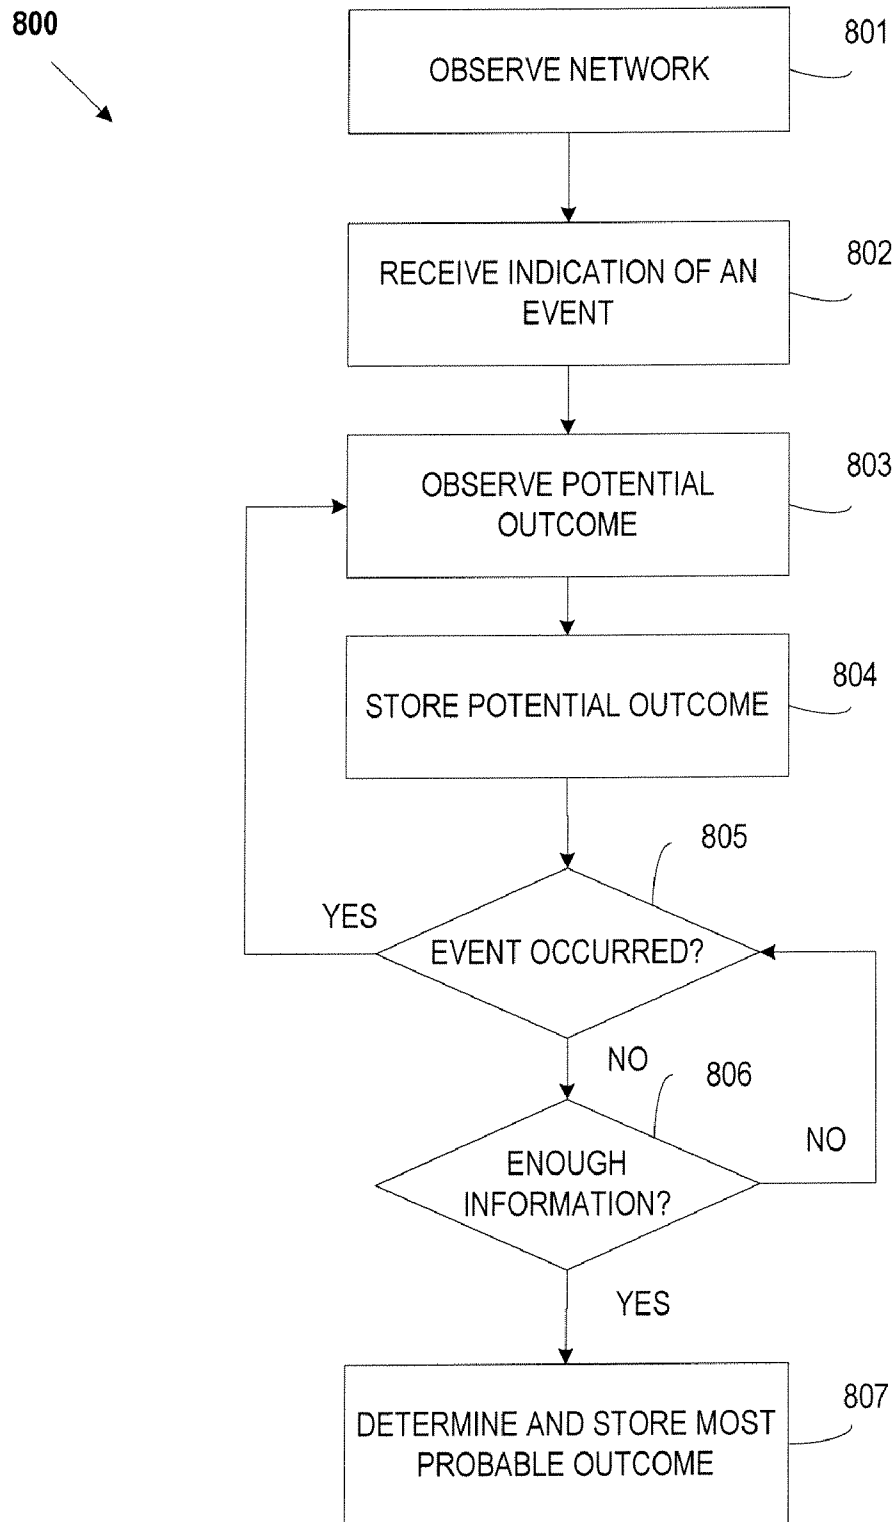 800
OBSERVE NETWORK
801
RECEIVE INDICATION OF AN
EVENT
802
OBSERVE POTENTIAL
OUTCOME
803
STORE POTENTIAL OUTCOME
804
805
YES
EVENT OCCURRED?
NO
806
ENOUGH
INFORMATION?
NO
YES
DETERMINE AND STORE MOST
PROBABLE OUTCOME
807